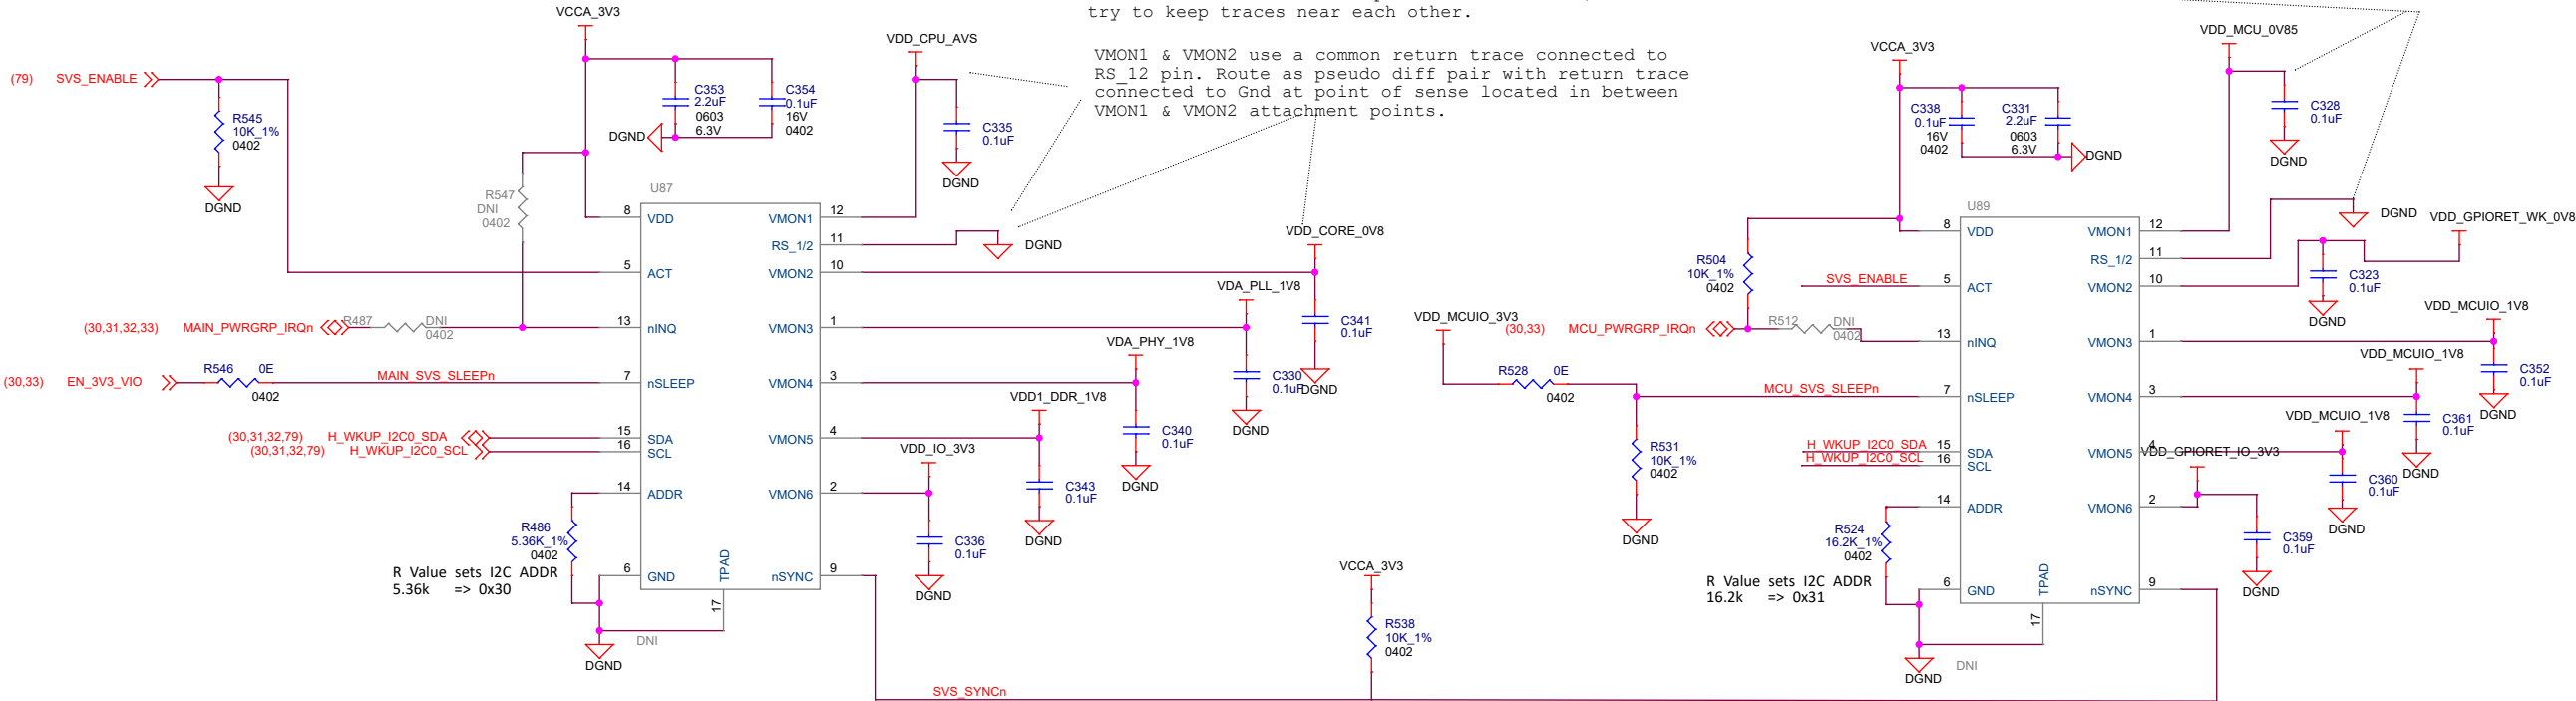 try to keep traces near each other.
VMON1 & VMON2 use a common return trace connected to
RS_12 pin. Route as pseudo diff pair with return trace
connected to Gnd at point of sense located in between
VMON1 & VMON2 attachment points.
VCCA_3V3
(79) SVS_ENABLE
R545
10K_1%
0402
DGND
R547
DNI
0402
C353
2.2uF
0603
6.3V
C354
0.1uF
16V
0402
DGND
VDD_CPU_AVS
C335
0.1uF
DGND
U87
8 VDD
5 ACT
13 nINQ
7 nSLEEP
15 SDA
16 SCL
14 ADDR
6 GND
TPAD
17
VMON1 12
RS_1/2 11
VMON2 10
VMON3 1
VMON4 3
VMON5 4
VMON6 2
nSYNC 9
DNI
DGND
(30,31,32,33) MAIN_PWRGRP_IRQn
R487
DNI
0402
(30,33) EN_3V3_VIO
R546 0E
0402
MAIN_SVS_SLEEPn
(30,31,32,79) H_WKUP_I2C0_SDA
(30,31,32,79) H_WKUP_I2C0_SCL
R486
5.36K_1%
0402
R Value sets I2C ADDR
5.36k => 0x30
DGND
VDD_CORE_0V8
C341
0.1uF
DGND
VDA_PLL_1V8
C330
0.1uF
DGND
VDA_PHY_1V8
C340
0.1uF
DGND
VDD1_DDR_1V8
C343
0.1uF
DGND
VDD_IO_3V3
C336
0.1uF
DGND
SVS_SYNCn
VCCA_3V3
R538
10K_1%
0402
VCCA_3V3
C338
0.1uF
16V
0402
C331
2.2uF
0603
6.3V
DGND
VDD_MCU_0V85
C328
0.1uF
DGND
U89
8 VDD
5 ACT
13 nINQ
7 nSLEEP
15 SDA
16 SCL
14 ADDR
6 GND
TPAD
17
VMON1 12
RS_1/2 11
VMON2 10
VMON3 1
VMON4 3
VMON5 4
VMON6 2
nSYNC 9
DNI
DGND
R504
10K_1%
0402
SVS_ENABLE
VDD_MCUIO_3V3
(30,33) MCU_PWRGRP_IRQn
R512
DNI
0402
R528 0E
0402
MCU_SVS_SLEEPn
R531
10K_1%
0402
DGND
H_WKUP_I2C0_SDA
H_WKUP_I2C0_SCL
R524
16.2K_1%
0402
R Value sets I2C ADDR
16.2k => 0x31
DGND
VDD_GPIORET_WK_0V8
C323
0.1uF
DGND
VDD_MCUIO_1V8
C352
0.1uF
DGND
VDD_MCUIO_1V8
C361
0.1uF
DGND
VDD_MCUIO_1V8
C360
0.1uF
DGND
VDD_GPIORET_IO_3V3
C359
0.1uF
DGND